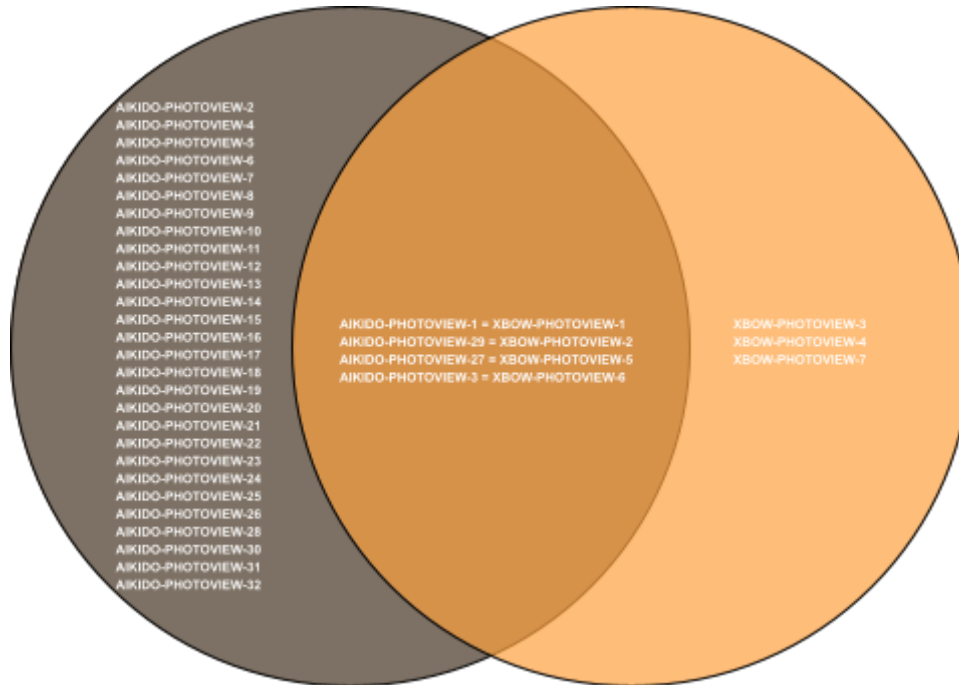 AIKIDO-PHOTOVIEW-2
AIKIDO-PHOTOVIEW-4
AIKIDO-PHOTOVIEW-5
AIKIDO-PHOTOVIEW-6
AIKIDO-PHOTOVIEW-7
AIKIDO-PHOTOVIEW-8
AIKIDO-PHOTOVIEW-9
AIKIDO-PHOTOVIEW-10
AIKIDO-PHOTOVIEW-11
AIKIDO-PHOTOVIEW-12
AIKIDO-PHOTOVIEW-13
AIKIDO-PHOTOVIEW-14
AIKIDO-PHOTOVIEW-15
AIKIDO-PHOTOVIEW-16
AIKIDO-PHOTOVIEW-17
AIKIDO-PHOTOVIEW-18
AIKIDO-PHOTOVIEW-19
AIKIDO-PHOTOVIEW-20
AIKIDO-PHOTOVIEW-21
AIKIDO-PHOTOVIEW-22
AIKIDO-PHOTOVIEW-23
AIKIDO-PHOTOVIEW-24
AIKIDO-PHOTOVIEW-25
AIKIDO-PHOTOVIEW-26
AIKIDO-PHOTOVIEW-28
AIKIDO-PHOTOVIEW-30
AIKIDO-PHOTOVIEW-31
AIKIDO-PHOTOVIEW-32
AIKIDO-PHOTOVIEW-1 = XBOW-PHOTOVIEW-1
AIKIDO-PHOTOVIEW-29 = XBOW-PHOTOVIEW-2
AIKIDO-PHOTOVIEW-27 = XBOW-PHOTOVIEW-5
AIKIDO-PHOTOVIEW-3 = XBOW-PHOTOVIEW-6
XBOW-PHOTOVIEW-3
XBOW-PHOTOVIEW-4
XBOW-PHOTOVIEW-7